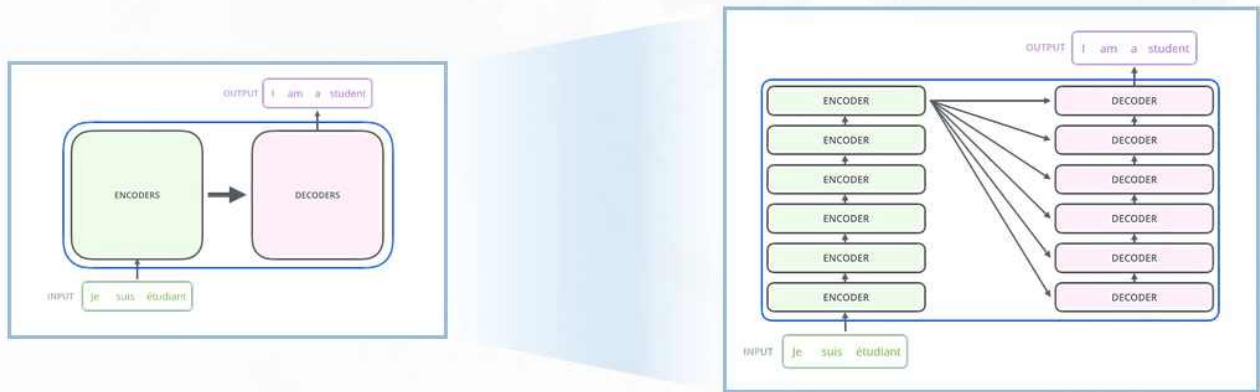 OUTPUT I am a student
ENCODERS
DECODERS
INPUT Je suis étudiant
OUTPUT I am a student
ENCODER
DECODER
ENCODER
DECODER
ENCODER
DECODER
ENCODER
DECODER
ENCODER
DECODER
ENCODER
DECODER
INPUT Je suis étudiant